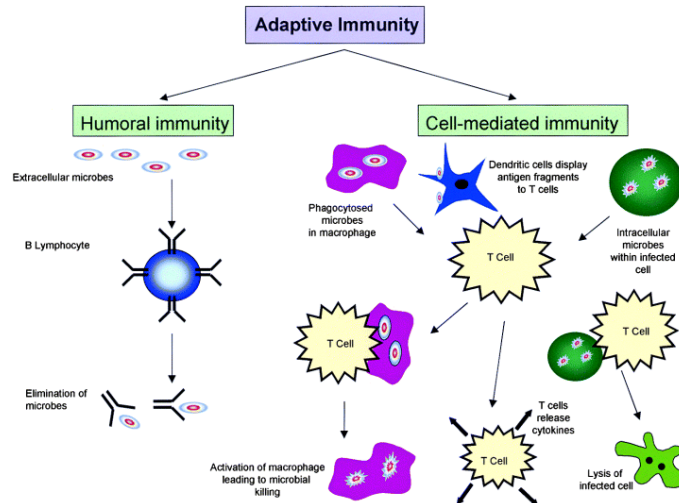 Adaptive Immunity
Humoral immunity
Cell-mediated immunity
Extracellular microbes
Dendritic cells display
antigen fragments
to T cells
Phagocytosed
microbes
in macrophage
Intracellular
microbes
within infected
cell
B Lymphocyte
T Cell
T Cell
T Cell
Elimination of
microbes
T cells
release
cytokines
T Cell
Activation of macrophage
leading to microbial
killing
Lysis of
infected cell